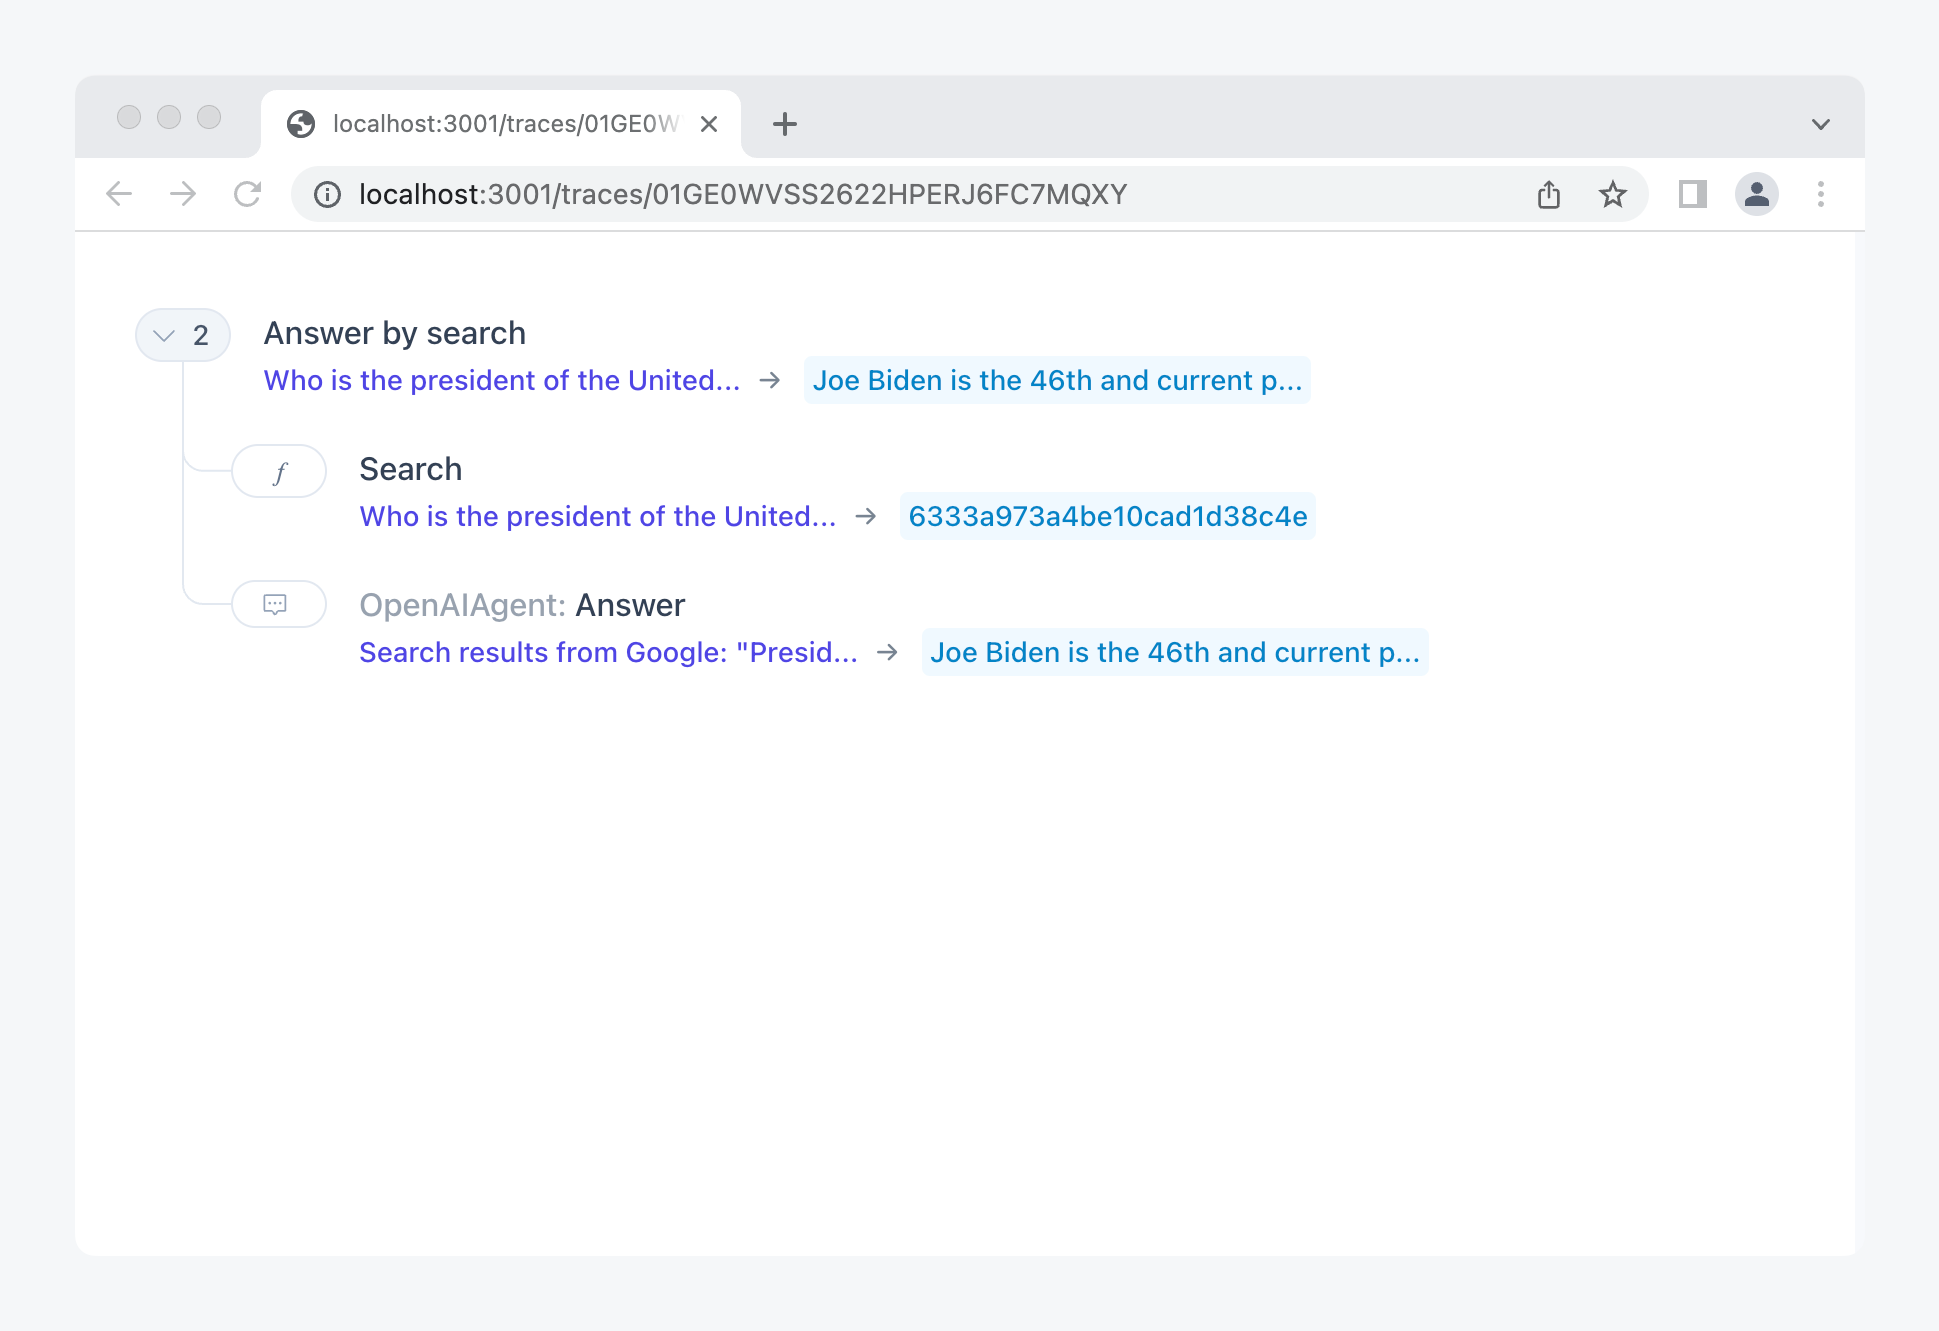 localhost:3001/traces/01GE0W
localhost:3001/traces/01GE0WVSS2622HPERJ6FC7MQXY
2 Answer by search
Who is the president of the United... → Joe Biden is the 46th and current p...
f Search
Who is the president of the United... → 6333a973a4be10cad1d38c4e
OpenAIAgent: Answer
Search results from Google: "Presid... → Joe Biden is the 46th and current p...